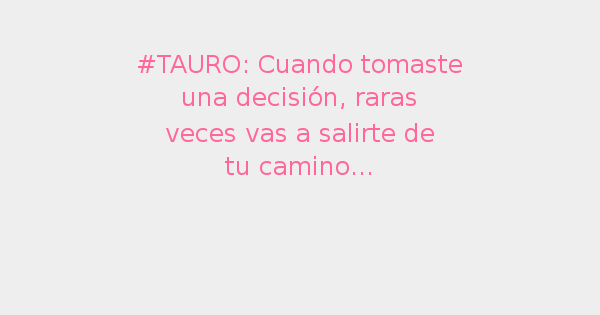 #TAURO: Cuando tomaste
una decisión, raras
veces vas a salirte de
tu camino...